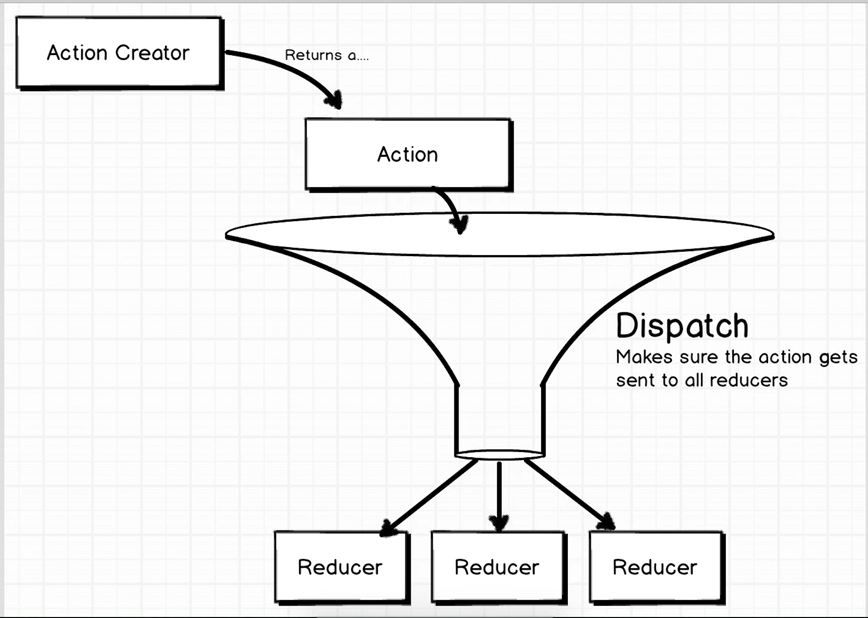 Action Creator
Returns a....
Action
Dispatch
Makes sure the action gets
sent to all reducers
Reducer
Reducer
Reducer